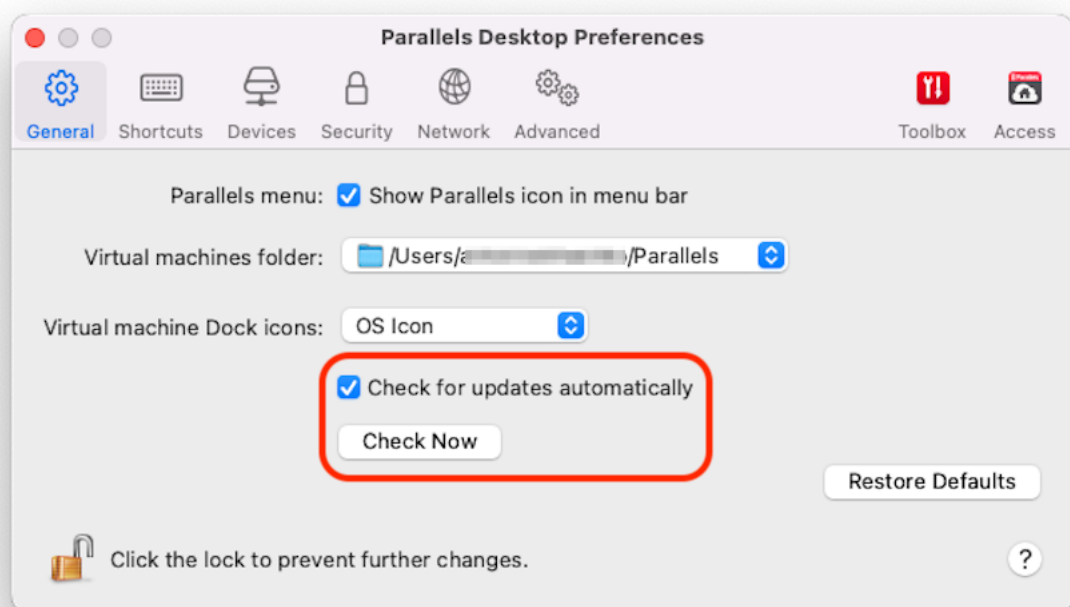 Parallels Desktop Preferences
General Shortcuts Devices Security Network Advanced Toolbox Access
Parallels menu: Show Parallels icon in menu bar
Virtual machines folder: /Users/ /Parallels
Virtual machine Dock icons: OS Icon
Check for updates automatically
Check Now
Restore Defaults
Click the lock to prevent further changes. ?